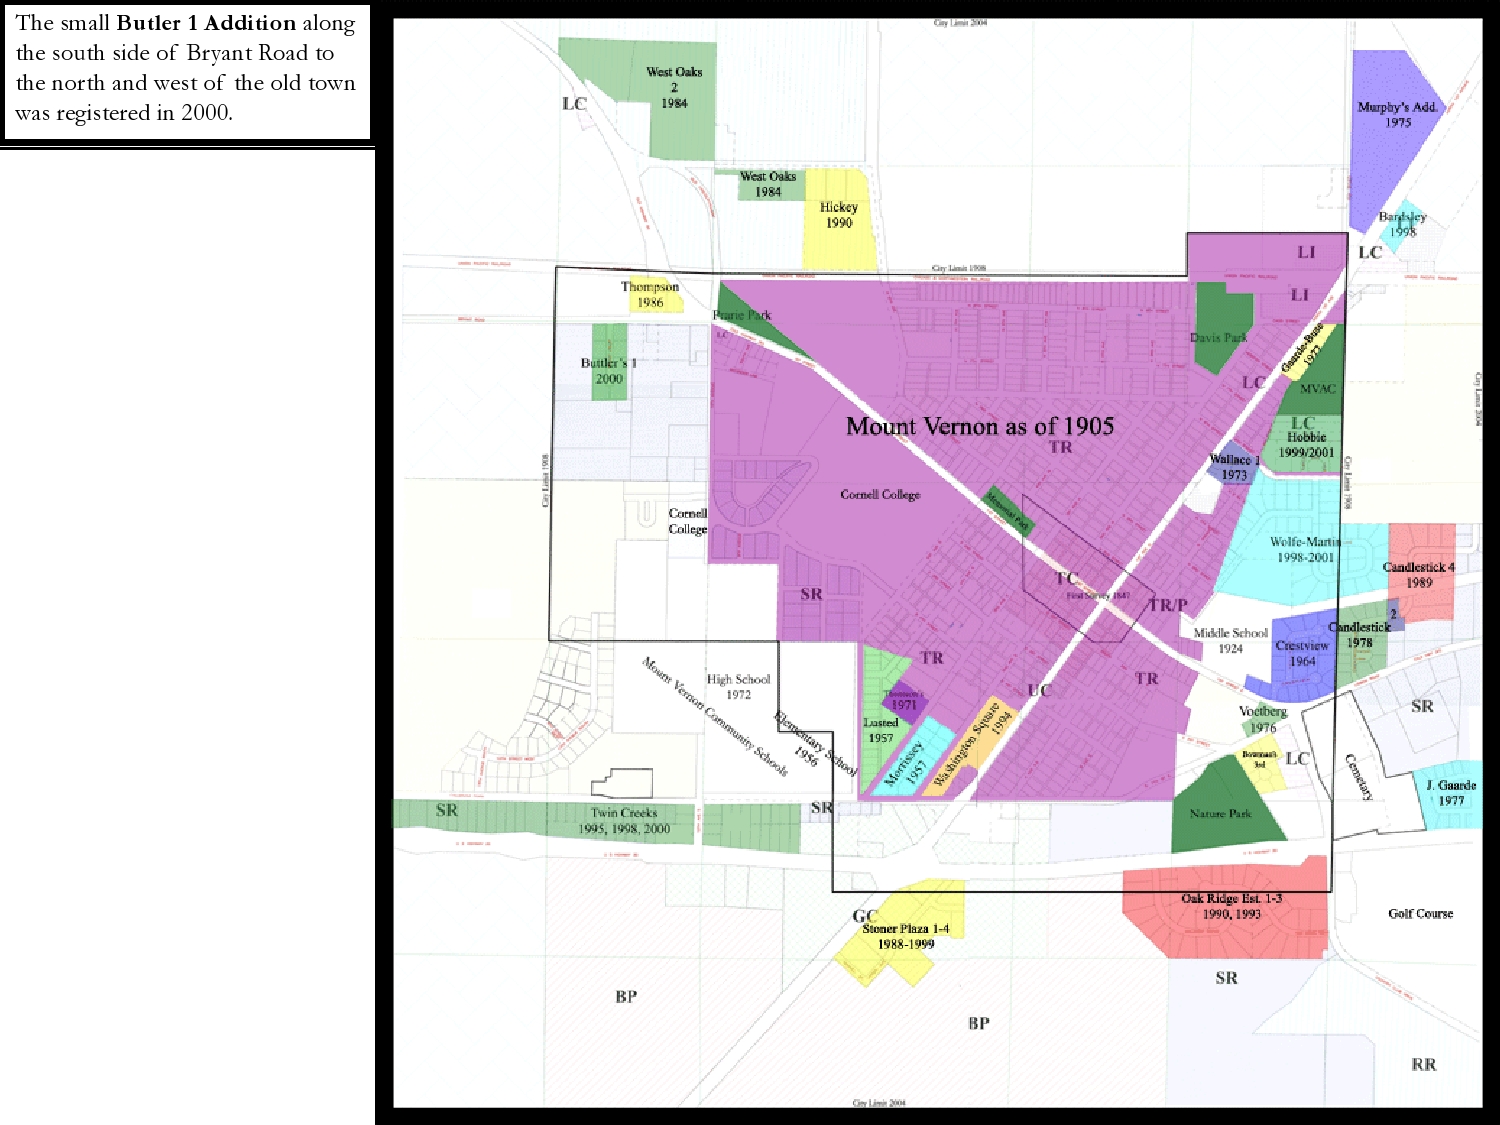 The small Butler 1 Addition along
the south side of Bryant Road to
the north and west of the old town
was registered in 2000.
City Limit 2004
West Oaks
2
1984
LC
Murphy's Add.
1975
West Oaks
1984
Hickey
1990
Bardsley
1998
LI
LC
City Limit 1908
Thompson
1986
LI
Prarie Park
LC
Davis Park
Gaarde-Buse
1977
Buttler's 1
2000
LC
MVAC
City Limit 2004
Mount Vernon as of 1905
TR
LC
Hobbie
1999/2001
Wallace 1
1973
City Limit 1908
City Limit 1908
Cornell College
Memorial Park
Cornell
College
Wolfe-Martin
1998-2001
Candlestick 4
1989
TC
First Survey 1847
SR
TR/P
2
Candlestick
1978
Middle School
1924
Crestview
1964
TR
High School
1972
Mount Vernon Community Schools
Elementary School
1956
TR
UC
1971
Lusted
1957
Morrissey
1957
Washington Square
1994
SR
Voetberg
1976
Bowman's
3rd
LC
Cemetary
J. Gaarde
1977
SR
Twin Creeks
1995, 1998, 2000
SR
Nature Park
Oak Ridge Est. 1-3
1990, 1993
Golf Course
GC
Stoner Plaza 1-4
1988-1999
SR
BP
BP
RR
City Limit 2004